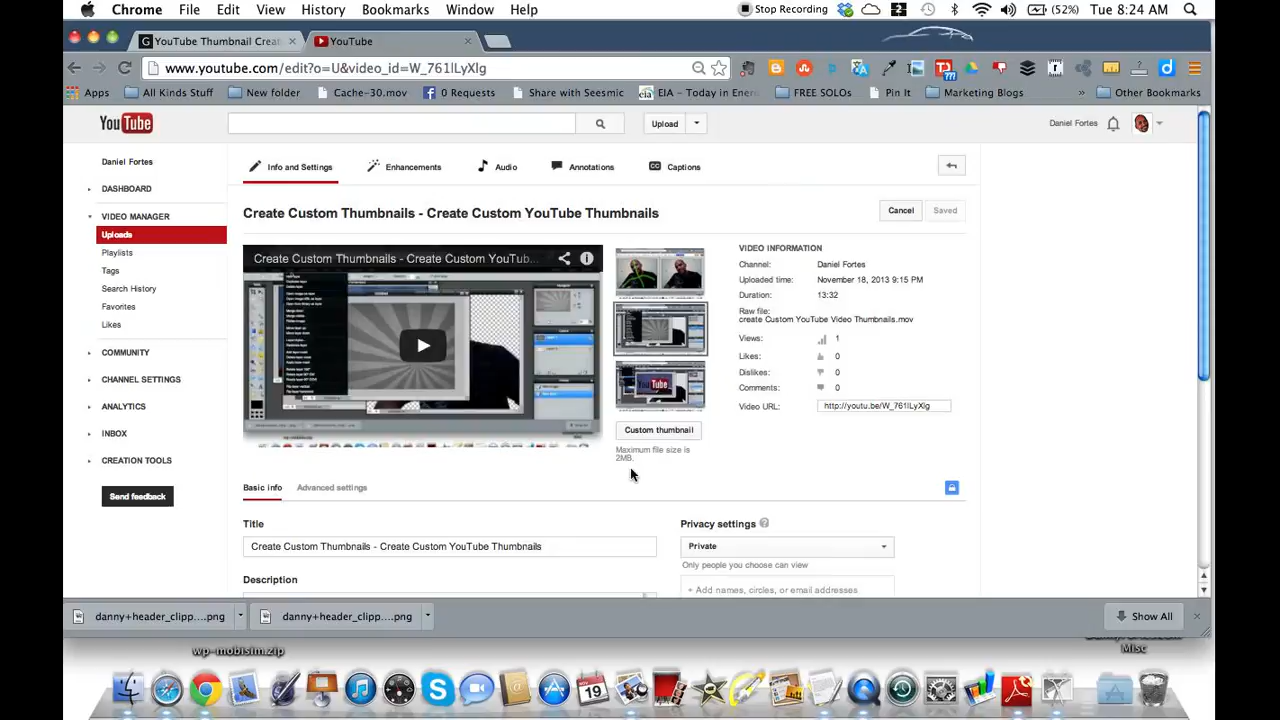 Chrome File Edit View History Bookmarks Window Help Stop Recording (52%) Tue 8:24 AM
YouTube Thumbnail Creat × YouTube ×
www.youtube.com/edit?o=U&video_id=W_761lLyXlg
Apps All Kinds Stuff New folder Cache-30.mov 0 Requests Share with Seesmic EIA - Today in Ener FREE SOLOs Pin It Marketing Blogs » Other Bookmarks
YouTube Upload Daniel Fortes
Daniel Fortes
DASHBOARD
VIDEO MANAGER
Uploads
Playlists
Tags
Search History
Favorites
Likes
COMMUNITY
CHANNEL SETTINGS
ANALYTICS
INBOX
CREATION TOOLS
Send feedback
Info and Settings Enhancements Audio Annotations CC Captions
Create Custom Thumbnails - Create Custom YouTube Thumbnails Cancel Saved
Create Custom Thumbnails - Create Custom YouTub...
YouTube
Custom thumbnail
Maximum file size is
2MB.
VIDEO INFORMATION
Channel: Daniel Fortes
Uploaded time: November 18, 2013 9:15 PM
Duration: 13:32
Raw file:
create Custom YouTube Video Thumbnails.mov
Views: 1
Likes: 0
Dislikes: 0
Comments: 0
Video URL: http://youtu.be/W_761lLyXlg
Basic info Advanced settings
Title
Create Custom Thumbnails - Create Custom YouTube Thumbnails
Description
Privacy settings ?
Private
Only people you choose can view
+ Add names, circles, or email addresses
danny+header_clipp....png danny+header_clipp....png Show All ×
wp-mobisim.zip
Misc